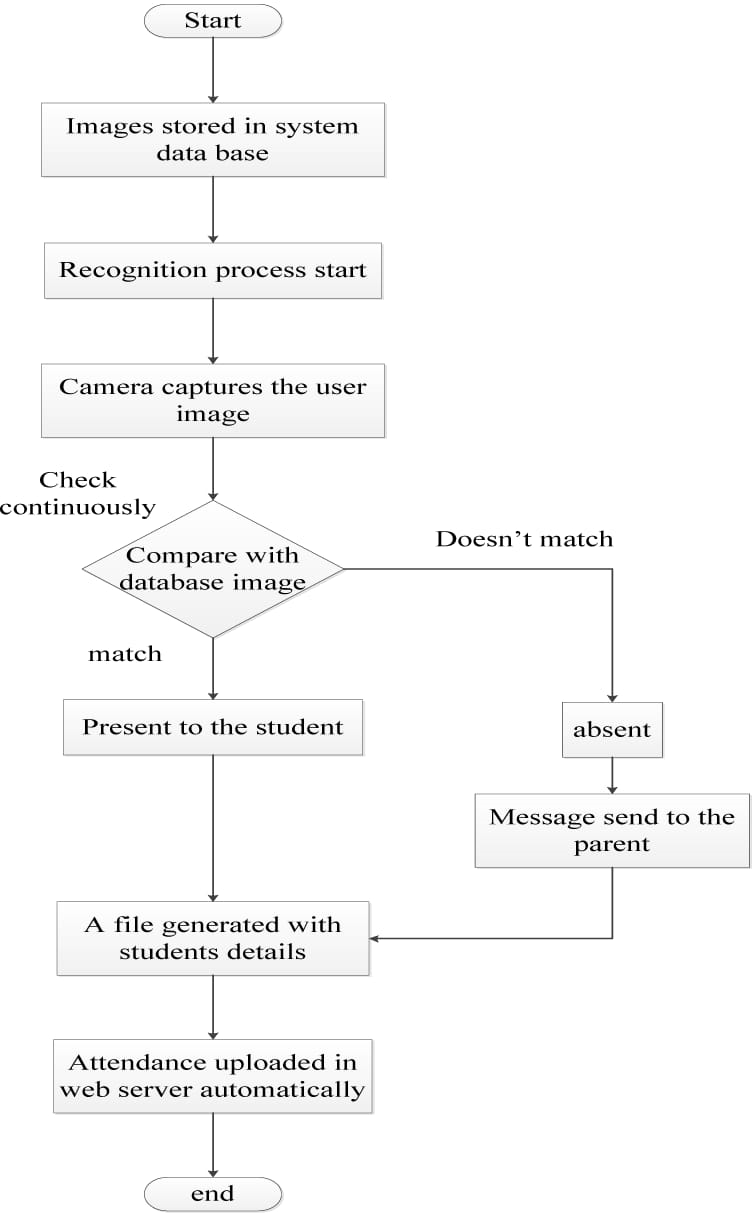 Start
Images stored in system
data base
Recognition process start
Camera captures the user
image
Check
continuously
Compare with
database image
Doesn't match
match
Present to the student
absent
Message send to the
parent
A file generated with
students details
Attendance uploaded in
web server automatically
end